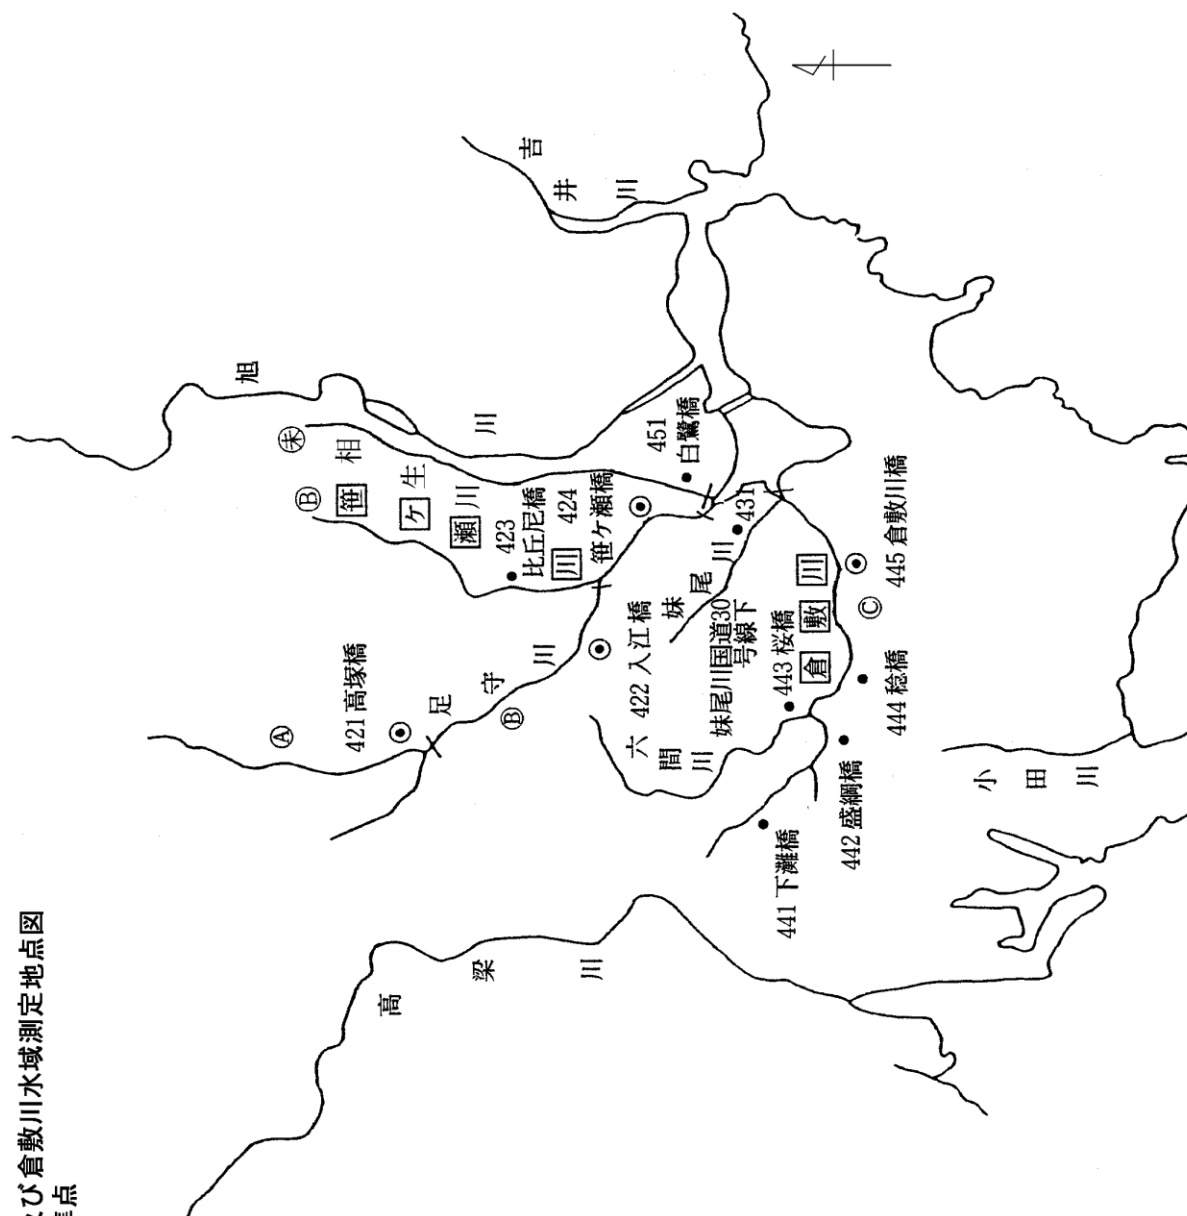 び倉敷川水域測定地点図
点
旭川
吉井川
高梁川
小田川
足守川
相生川
笹ケ瀬川
妹尾川
六間川
倉敷川
421 高塚橋
422 入江橋
423
比丘尼橋
424
笹ケ瀬橋
431
妹尾川国道30
号線下
441 下灘橋
442 盛綱橋
443 桜橋
444 稔橋
445 倉敷川橋
451
白鷺橋
Ⓐ
Ⓑ
Ⓑ
Ⓒ
未